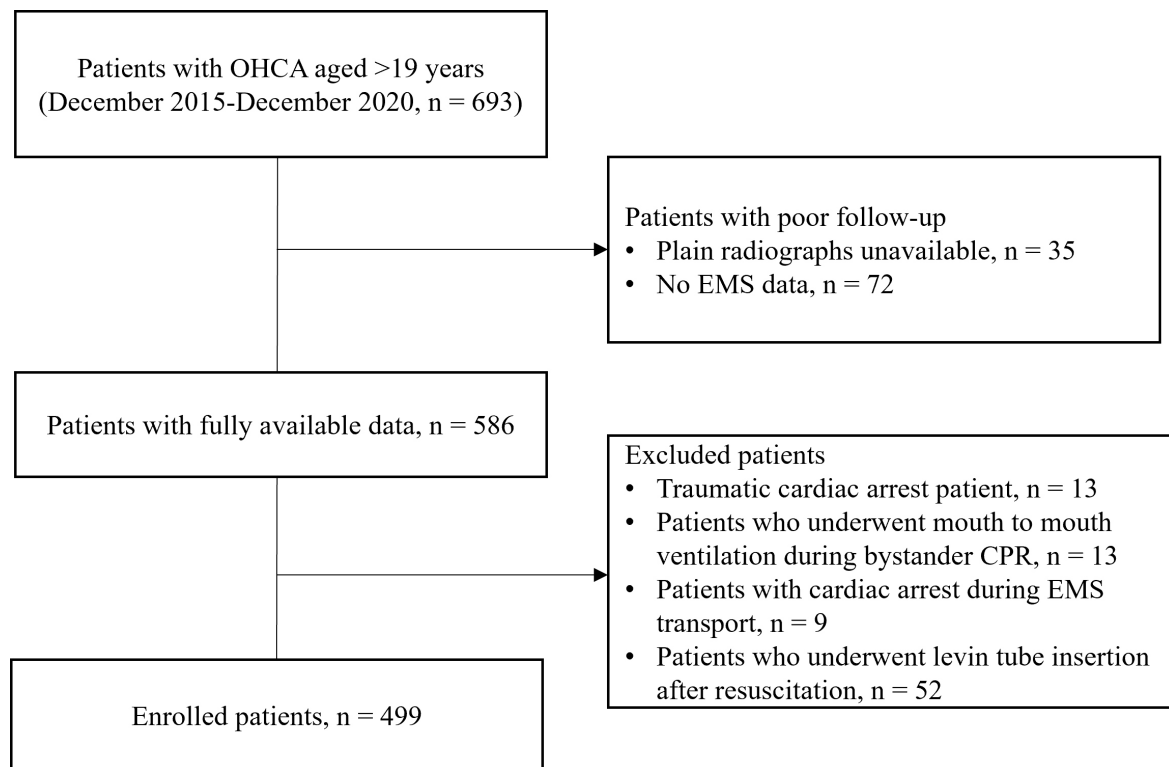 Patients with OHCA aged >19 years
(December 2015-December 2020, n = 693)
Patients with poor follow-up
• Plain radiographs unavailable, n = 35
• No EMS data, n = 72
Patients with fully available data, n = 586
Excluded patients
• Traumatic cardiac arrest patient, n = 13
• Patients who underwent mouth to mouth
ventilation during bystander CPR, n = 13
• Patients with cardiac arrest during EMS
transport, n = 9
• Patients who underwent levin tube insertion
after resuscitation, n = 52
Enrolled patients, n = 499